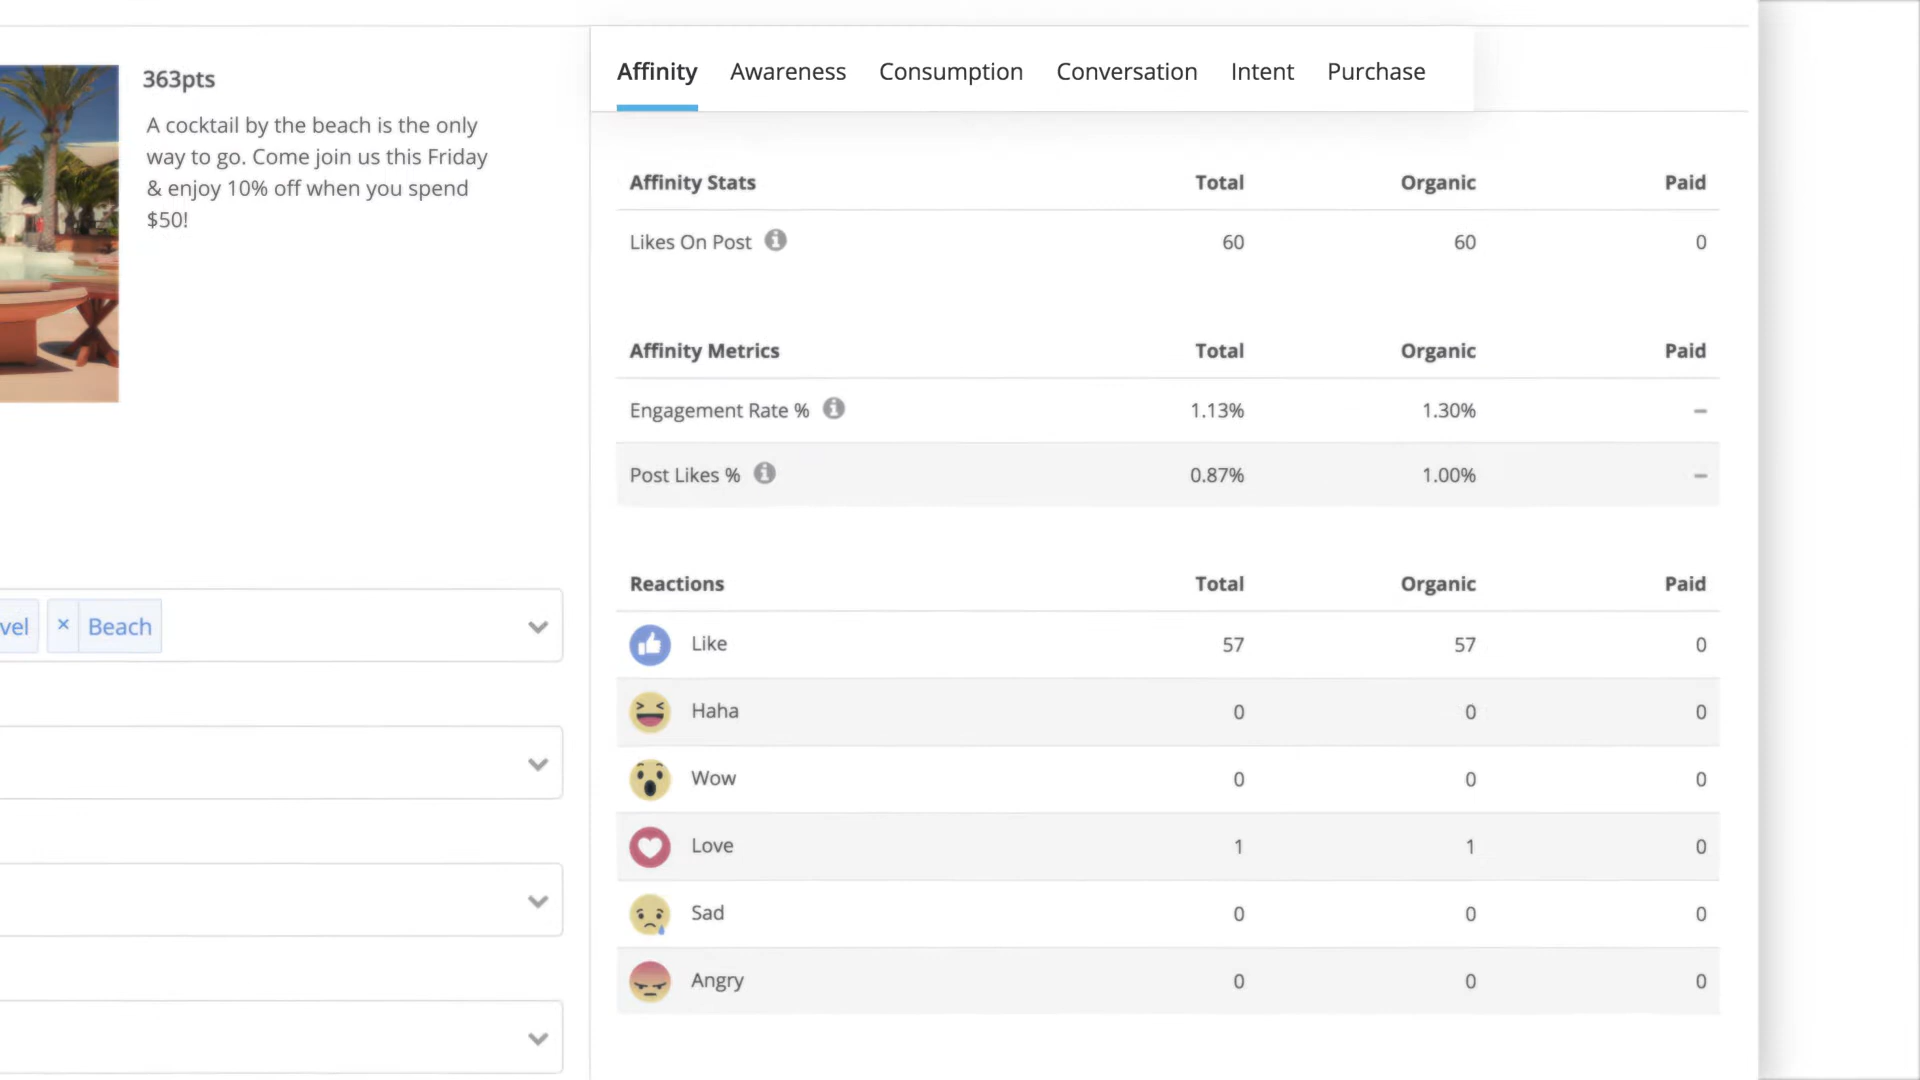 363pts
A cocktail by the beach is the only
way to go. Come join us this Friday
& enjoy 10% off when you spend
$50!
vel × Beach
Affinity Awareness Consumption Conversation Intent Purchase
Affinity Stats Total Organic Paid
Likes On Post 60 60 0
Affinity Metrics Total Organic Paid
Engagement Rate % 1.13% 1.30% –
Post Likes % 0.87% 1.00% –
Reactions Total Organic Paid
Like 57 57 0
Haha 0 0 0
Wow 0 0 0
Love 1 1 0
Sad 0 0 0
Angry 0 0 0